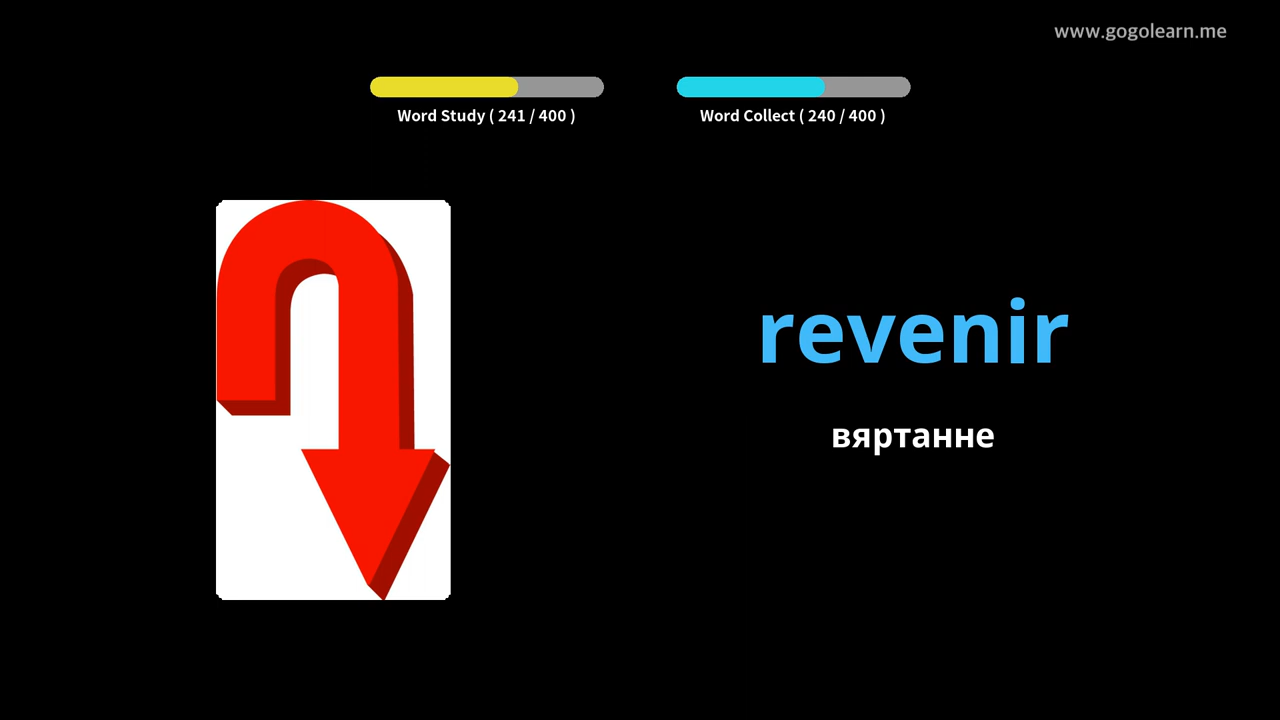 www.gogolearn.me
Word Study ( 241 / 400 )
Word Collect ( 240 / 400 )
revenir
вяртанне